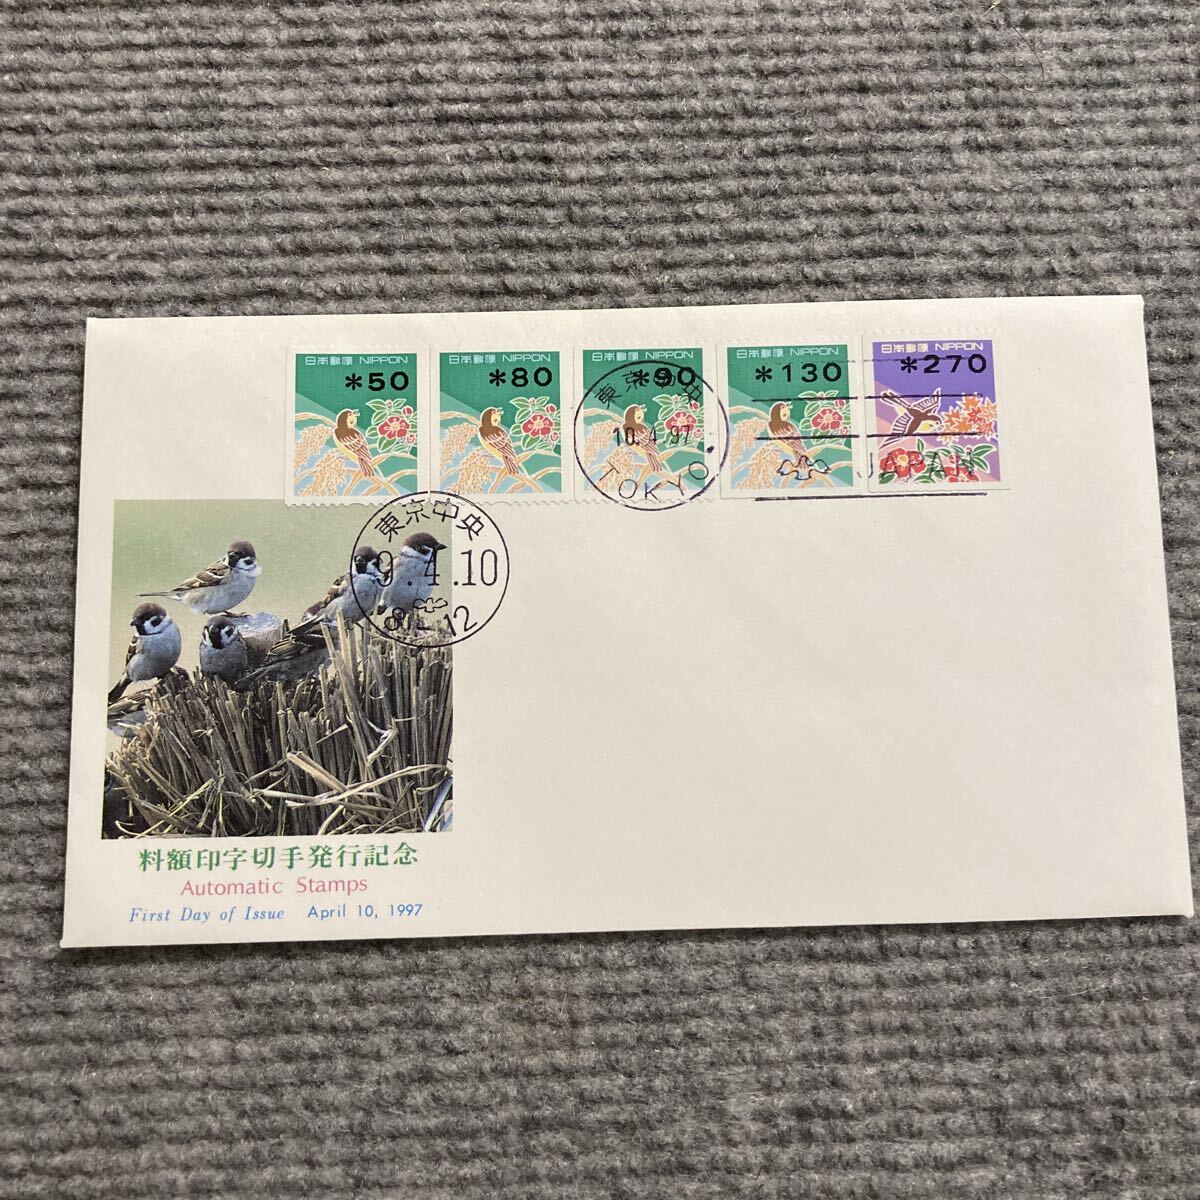 日本郵便 NIPPON
*50
日本郵便 NIPPON
*80
日本郵便 NIPPON
*90
日本郵便 NIPPON
*130
日本郵便 NIPPON
*270
東京中央
10.4.97
TOKYO
JAPAN
東京中央
9.4.10
8-12
料額印字切手発行記念
Automatic Stamps
First Day of Issue April 10, 1997